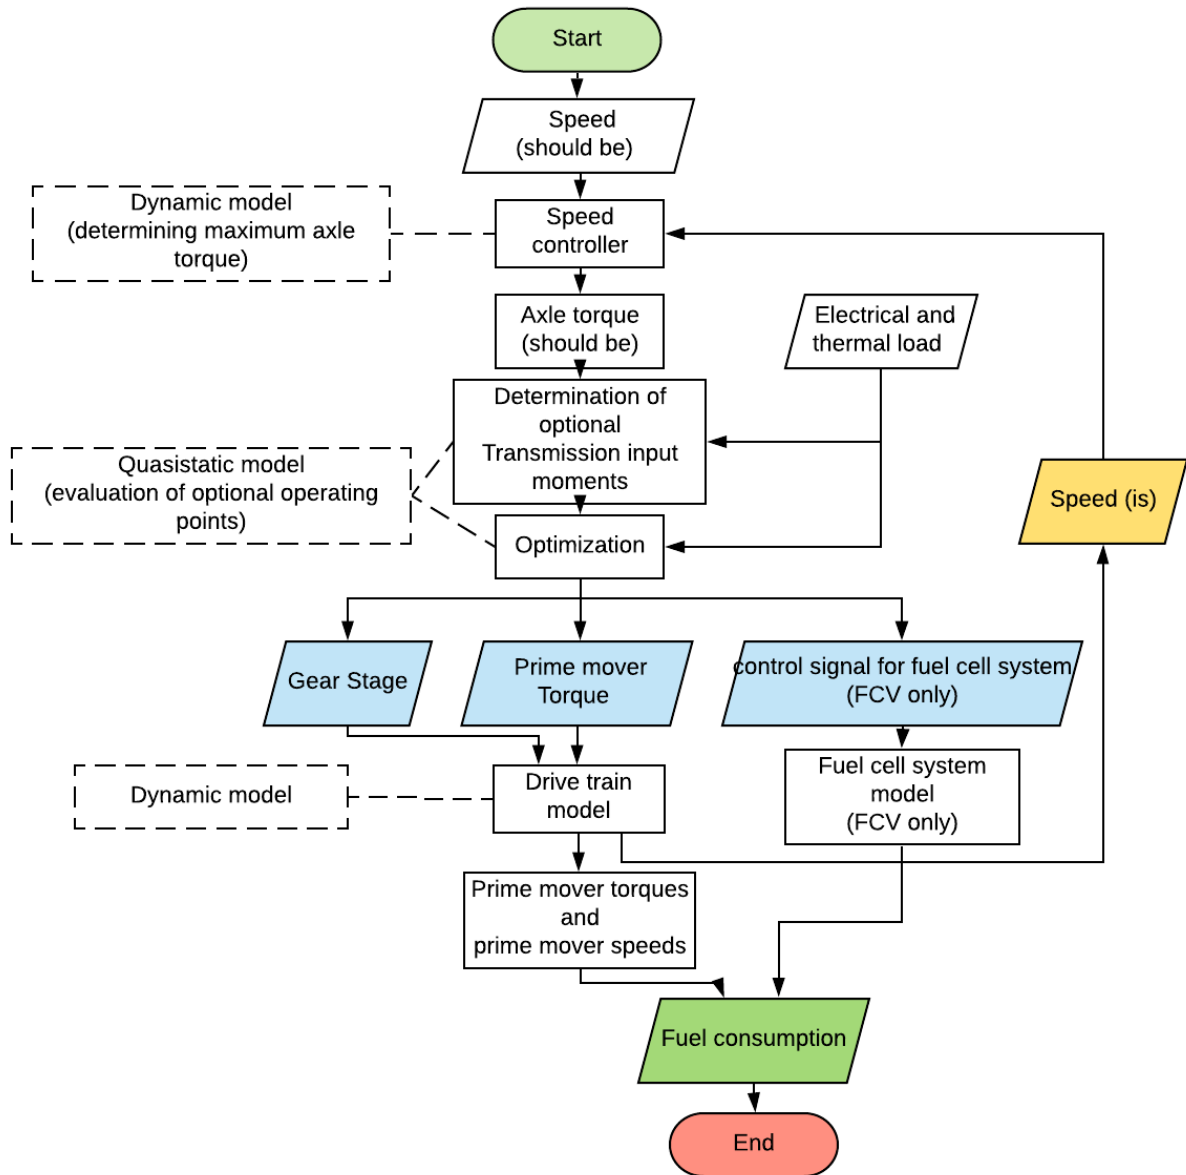 Start
Speed
(should be)
Dynamic model
(determining maximum axle
torque)
Speed
controller
Axle torque
(should be)
Electrical and
thermal load
Determination of
optional
Transmission input
moments
Quasistatic model
(evaluation of optional operating
points)
Speed (is)
Optimization
Gear Stage
Prime mover
Torque
control signal for fuel cell system
(FCV only)
Dynamic model
Drive train
model
Fuel cell system
model
(FCV only)
Prime mover torques
and
prime mover speeds
Fuel consumption
End